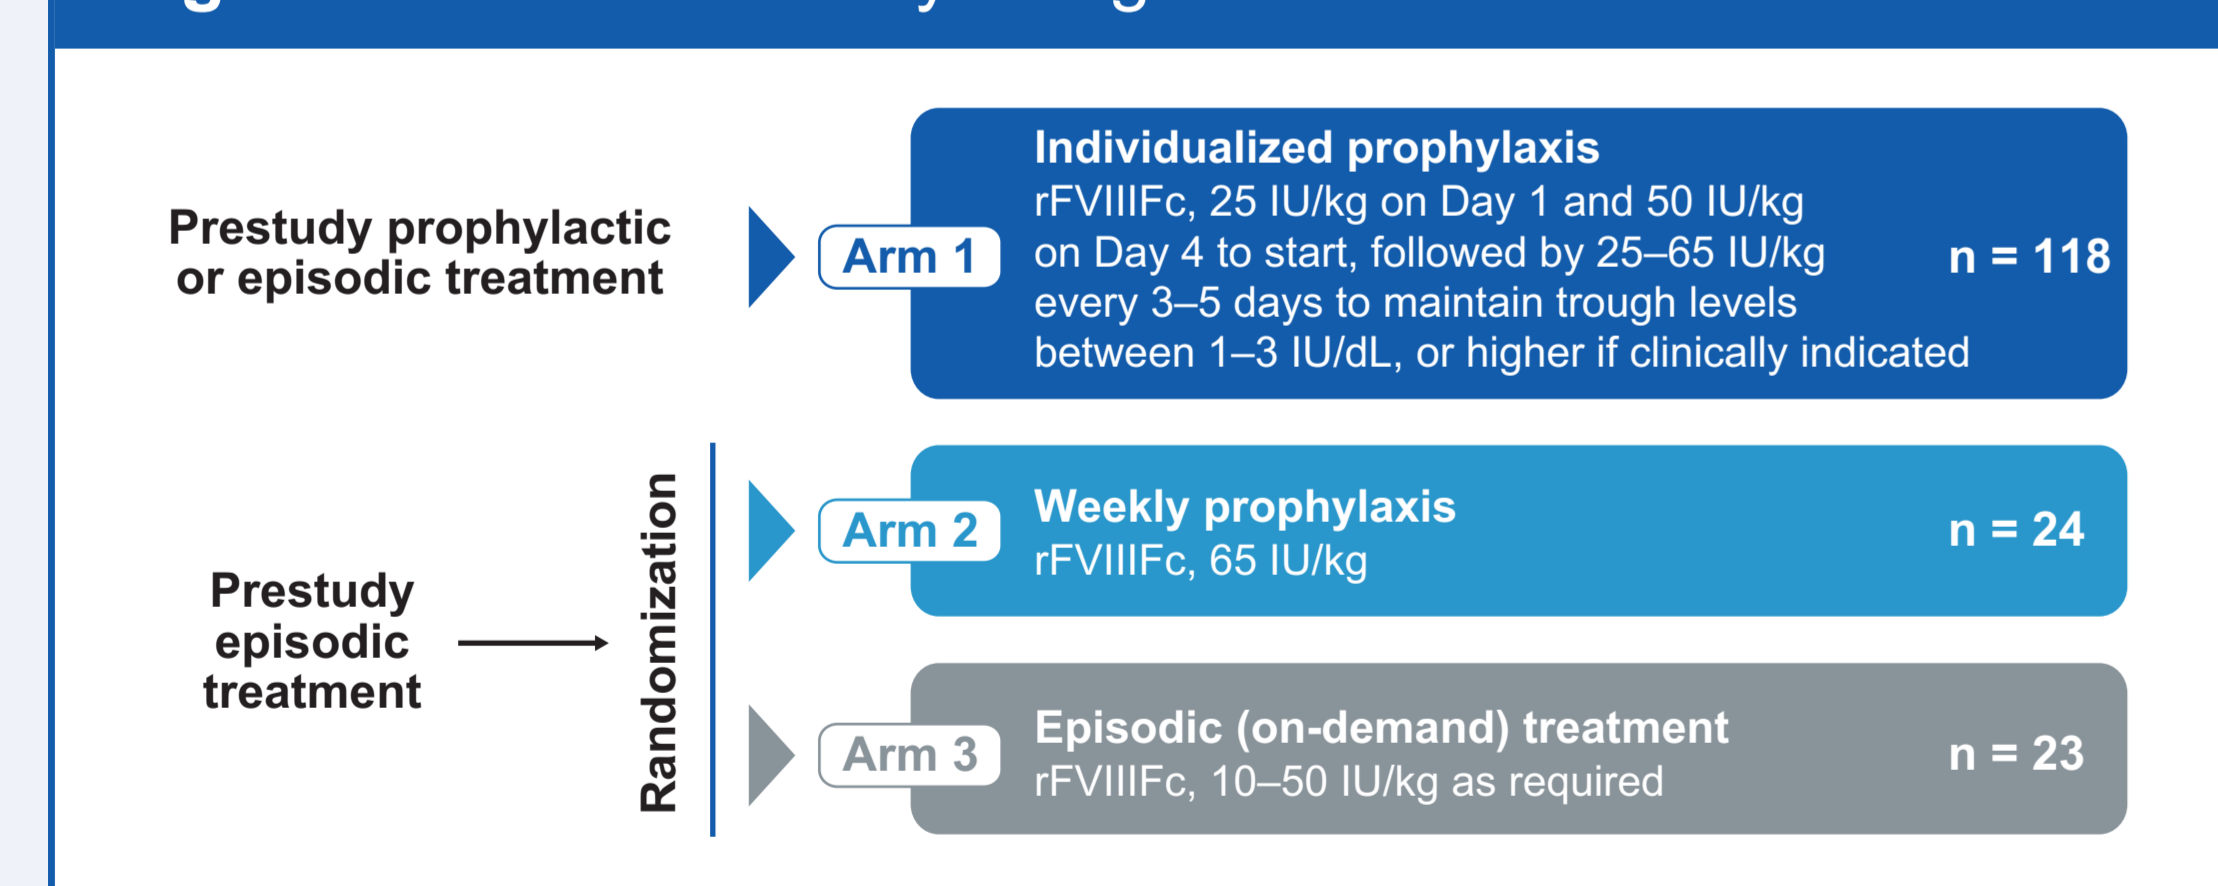 Prestudy prophylactic
or episodic treatment
Arm 1
Individualized prophylaxis
rFVIIIFc, 25 IU/kg on Day 1 and 50 IU/kg
on Day 4 to start, followed by 25–65 IU/kg
every 3–5 days to maintain trough levels
between 1–3 IU/dL, or higher if clinically indicated
n = 118
Prestudy
episodic
treatment
Randomization
Arm 2
Weekly prophylaxis
rFVIIIFc, 65 IU/kg
n = 24
Arm 3
Episodic (on-demand) treatment
rFVIIIFc, 10–50 IU/kg as required
n = 23